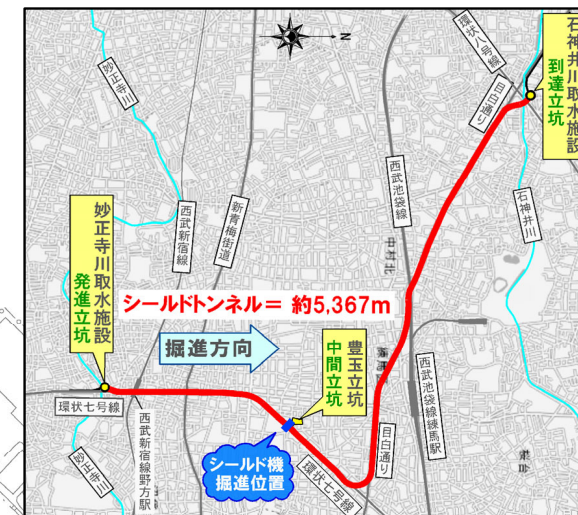 環状八号線
石神井川取水施設
到達立坑
目白通り
妙正寺川
N
西武新宿線
新青梅街道
西武池袋線
石神井川
妙正寺川取水施設
発進立坑
中村北
シールドトンネル= 約5,367m
掘進方向
豊玉立坑
中間立坑
西武池袋線練馬駅
環状七号線
西武新宿線野方駅
目白通り
妙正寺川
シールド機
掘進位置
環状七号線